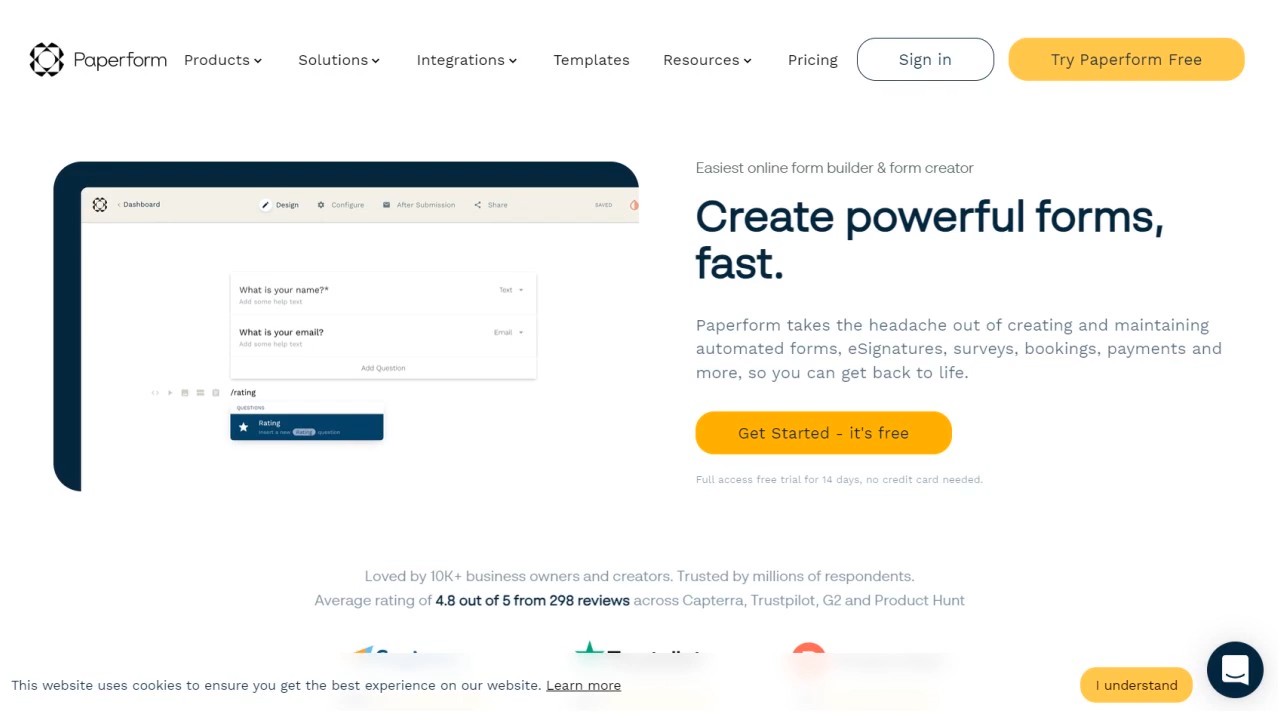 Paperform
Products
Solutions
Integrations
Templates
Resources
Pricing
Sign in
Try Paperform Free
Dashboard
Design
Configure
After Submission
Share
SAVED
What is your name?*
Text
Add some help text
What is your email?
Email
Add some help text
Add Question
/rating
QUESTIONS
Rating
Insert a new Rating question
Easiest online form builder & form creator
Create powerful forms,
fast.
Paperform takes the headache out of creating and maintaining
automated forms, eSignatures, surveys, bookings, payments and
more, so you can get back to life.
Get Started - it's free
Full access free trial for 14 days, no credit card needed.
Loved by 10K+ business owners and creators. Trusted by millions of respondents.
Average rating of 4.8 out of 5 from 298 reviews across Capterra, Trustpilot, G2 and Product Hunt
This website uses cookies to ensure you get the best experience on our website. Learn more
I understand